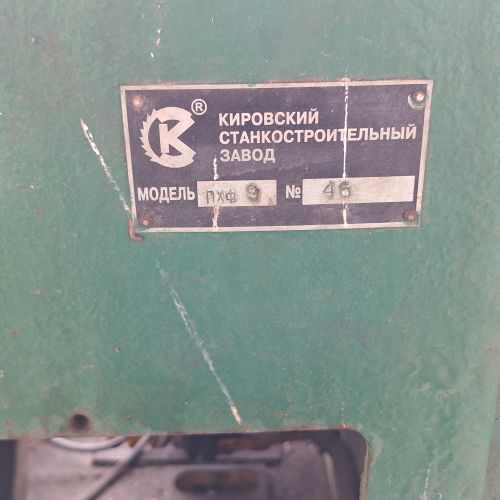 К ®
КИРОВСКИЙ
СТАНКОСТРОИТЕЛЬНЫЙ
ЗАВОД
МОДЕЛЬ ПХФ 9 № 46